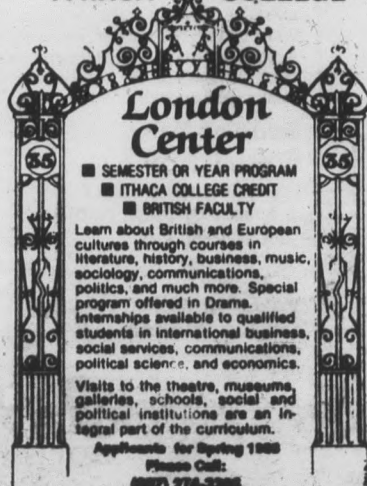 COLLEGE
London
Center
■ SEMESTER OR YEAR PROGRAM
■ ITHACA COLLEGE CREDIT
■ BRITISH FACULTY
35
35
Learn about British and European
cultures through courses in
literature, history, business, music,
sociology, communications,
politics, and much more. Special
program offered in Drama.
Internships available to qualified
students in international business,
social services, communications,
political science, and economics.
Visits to the theatre, museums,
galleries, schools, social and
political institutions are an in-
tegral part of the curriculum.
Applicants for Spring
Please Call: